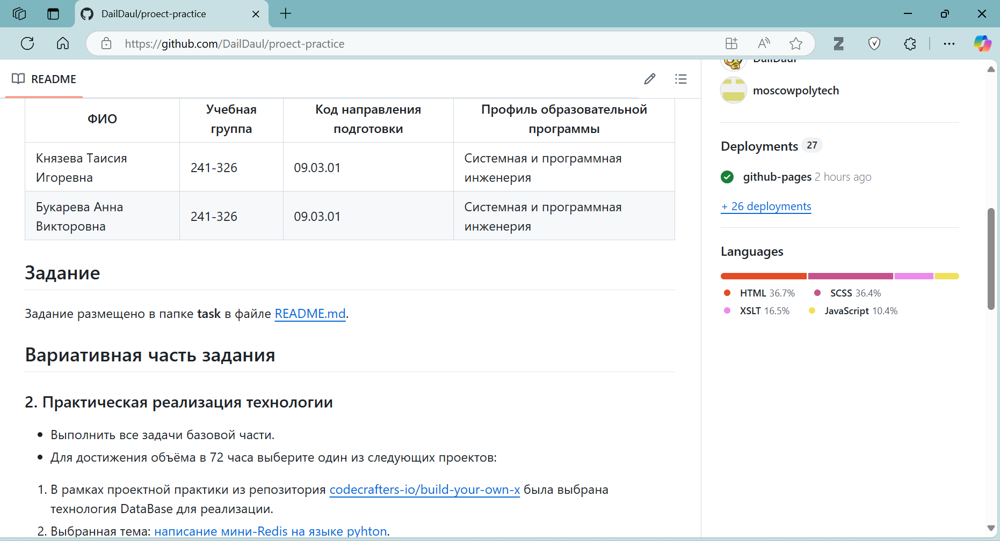 DailDaul/proect-practice
https://github.com/DailDaul/proect-practice
README
ФИО
Учебная
группа
Код направления
подготовки
Профиль образовательной
программы
Князева Таисия
Игоревна
241-326
09.03.01
Системная и программная
инженерия
Букарева Анна
Викторовна
241-326
09.03.01
Системная и программная
инженерия
Задание
Задание размещено в папке task в файле README.md.
Вариативная часть задания
2. Практическая реализация технологии
Выполнить все задачи базовой части.
Для достижения объёма в 72 часа выберите один из следующих проектов:
1. В рамках проектной практики из репозитория codecrafters-io/build-your-own-x была выбрана
технология DataBase для реализации.
2. Выбранная тема: написание мини-Redis на языке pyhton.
DailDaul
moscowpolytech
Deployments 27
github-pages 2 hours ago
+ 26 deployments
Languages
HTML 36.7%
SCSS 36.4%
XSLT 16.5%
JavaScript 10.4%